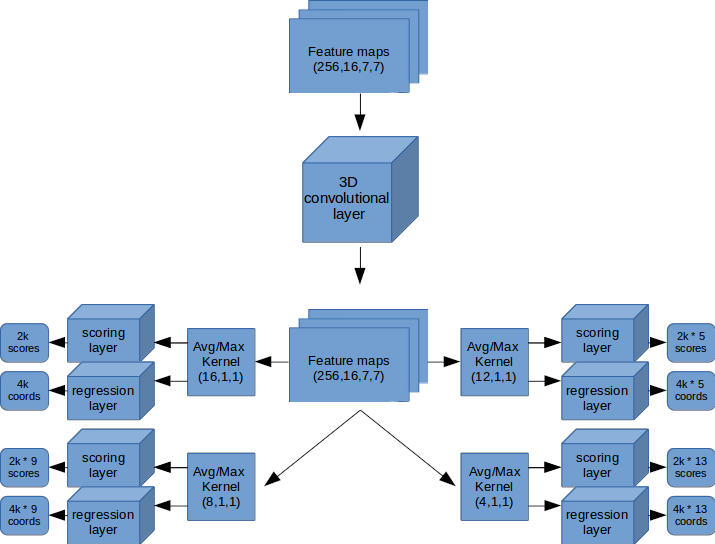 Feature maps
(256,16,7,7)
3D
convolutional
layer
2k
scores
scoring
layer
Avg/Max
Kernel
(16,1,1)
4k
coords
regression
layer
Feature maps
(256,16,7,7)
Avg/Max
Kernel
(12,1,1)
scoring
layer
2k * 5
scores
regression
layer
4k * 5
coords
2k * 9
scores
scoring
layer
Avg/Max
Kernel
(8,1,1)
4k * 9
coords
regression
layer
Avg/Max
Kernel
(4,1,1)
scoring
layer
2k * 13
scores
regression
layer
4k * 13
coords